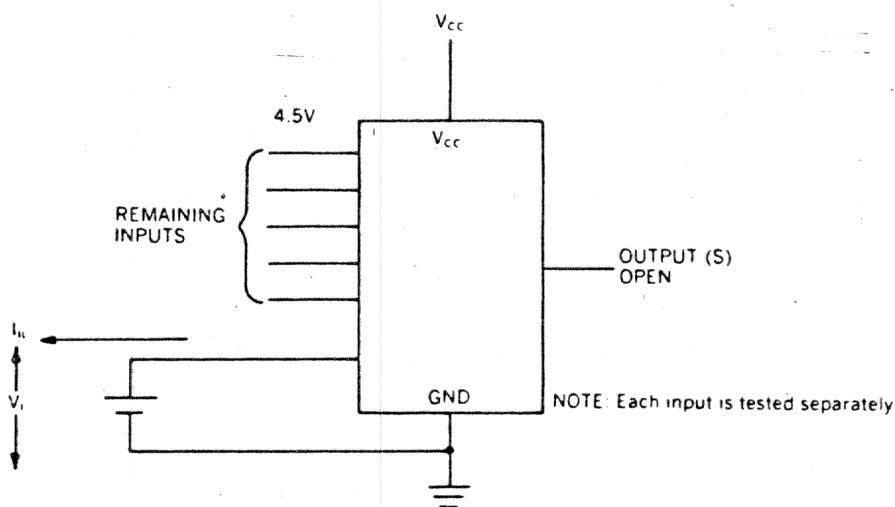 Vcc
4.5V
Vcc
REMAINING
INPUTS
OUTPUT (S)
OPEN
IIL
VI
GND
NOTE: Each input is tested separately